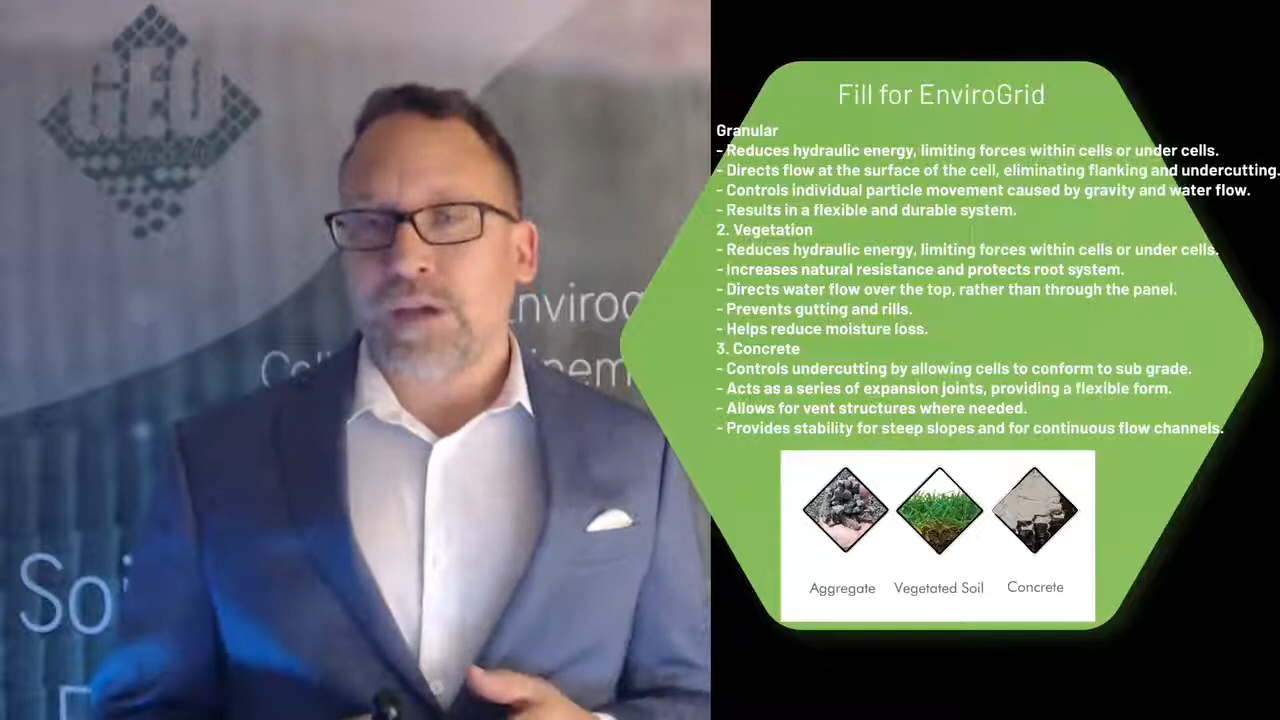 GEO
Envirog
Ce
inem
Soi
Fill for EnviroGrid
Granular
- Reduces hydraulic energy, limiting forces within cells or under cells.
- Directs flow at the surface of the cell, eliminating flanking and undercutting.
- Controls individual particle movement caused by gravity and water flow.
- Results in a flexible and durable system.
2. Vegetation
- Reduces hydraulic energy, limiting forces within cells or under cells.
- Increases natural resistance and protects root system.
- Directs water flow over the top, rather than through the panel.
- Prevents gutting and rills.
- Helps reduce moisture loss.
3. Concrete
- Controls undercutting by allowing cells to conform to sub grade.
- Acts as a series of expansion joints, providing a flexible form.
- Allows for vent structures where needed.
- Provides stability for steep slopes and for continuous flow channels.
Aggregate Vegetated Soil Concrete